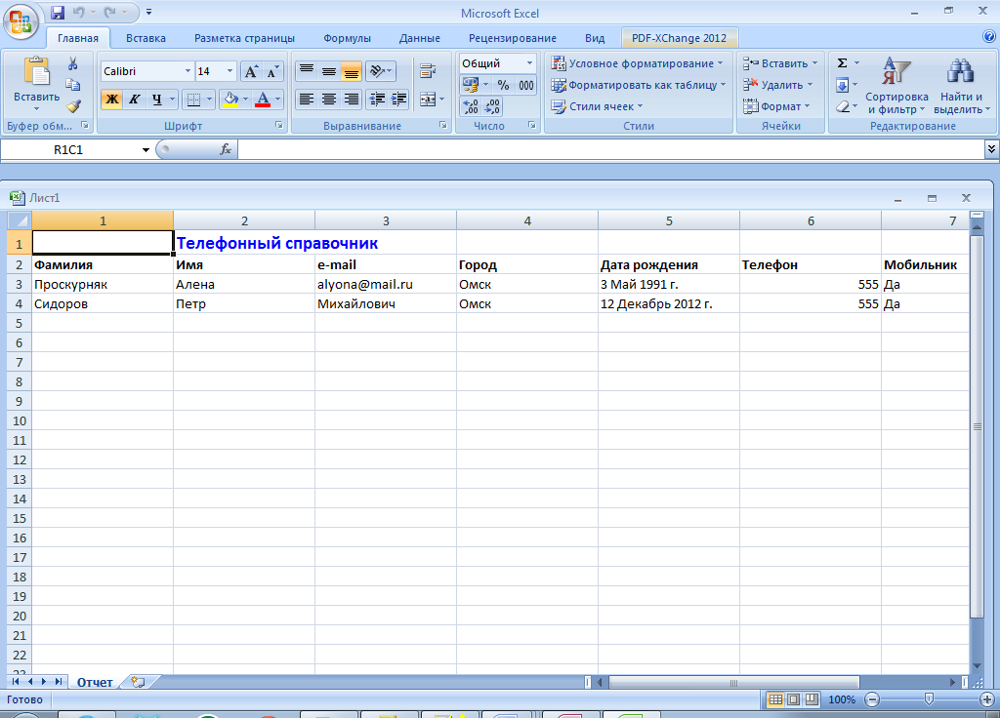 Microsoft Excel
Главная Вставка Разметка страницы Формулы Данные Рецензирование Вид PDF-XChange 2012
Вставить
Буфер обм...
Calibri 14
Ж К Ч
Шрифт
Выравнивание
Общий
% 000
,00 ,00
Число
Условное форматирование
Форматировать как таблицу
Стили ячеек
Стили
Вставить
Удалить
Формат
Ячейки
Σ
Сортировка и фильтр
Найти и выделить
Редактирование
R1C1 fx
Лист1
1 2 3 4 5 6 7
1 Телефонный справочник
2 Фамилия Имя e-mail Город Дата рождения Телефон Мобильник
3 Проскурняк Алена alyona@mail.ru Омск 3 Май 1991 г. 555 Да
4 Сидоров Петр Михайлович Омск 12 Декабрь 2012 г. 555 Да
5
6
7
8
9
10
11
12
13
14
15
16
17
18
19
20
21
22
Отчет
Готово 100%